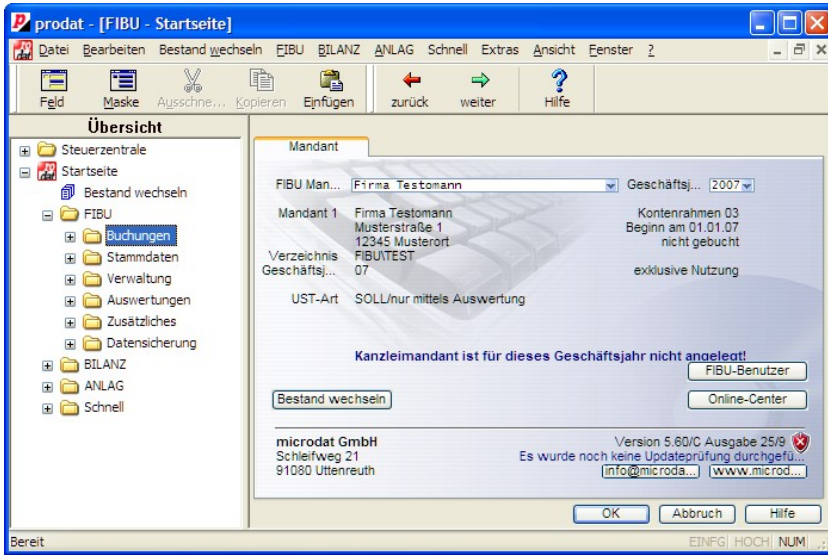 prodat - [FIBU - Startseite]
Datei Bearbeiten Bestand wechseln FIBU BILANZ ANLAG Schnell Extras Ansicht Fenster ?
Feld Maske Ausschne... Kopieren Einfügen zurück weiter Hilfe
Übersicht
Steuerzentrale
Startseite
Bestand wechseln
FIBU
Buchungen
Stammdaten
Verwaltung
Auswertungen
Zusätzliches
Datensicherung
BILANZ
ANLAG
Schnell
Mandant
FIBU Man... Firma Testomann Geschäftsj... 2007
Mandant 1 Firma Testomann Kontenrahmen 03
Musterstraße 1 Beginn am 01.01.07
12345 Musterort nicht gebucht
Verzeichnis FIBU\TEST
Geschäftsj... 07 exklusive Nutzung
UST-Art SOLL/nur mittels Auswertung
Kanzleimandant ist für dieses Geschäftsjahr nicht angelegt!
FIBU-Benutzer
Bestand wechseln Online-Center
microdat GmbH Version 5.60/C Ausgabe 25/9
Schleifweg 21 Es wurde noch keine Updateprüfung durchgefü...
91080 Uttenreuth info@microda... www.microd...
OK Abbruch Hilfe
Bereit EINFG HOCH NUM